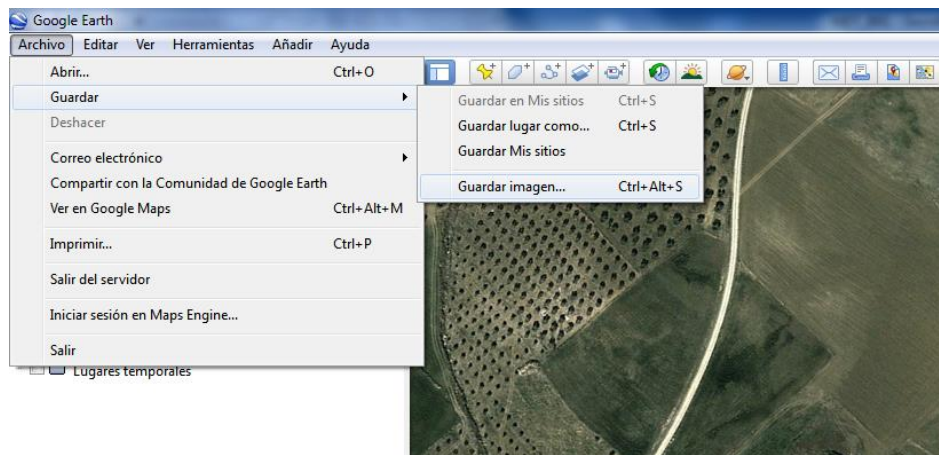 Google Earth
Archivo Editar Ver Herramientas Añadir Ayuda
Abrir... Ctrl+O
Guardar
Deshacer
Correo electrónico
Compartir con la Comunidad de Google Earth
Ver en Google Maps Ctrl+Alt+M
Imprimir... Ctrl+P
Salir del servidor
Iniciar sesión en Maps Engine...
Salir
Lugares temporales
Guardar en Mis sitios Ctrl+S
Guardar lugar como... Ctrl+S
Guardar Mis sitios
Guardar imagen... Ctrl+Alt+S